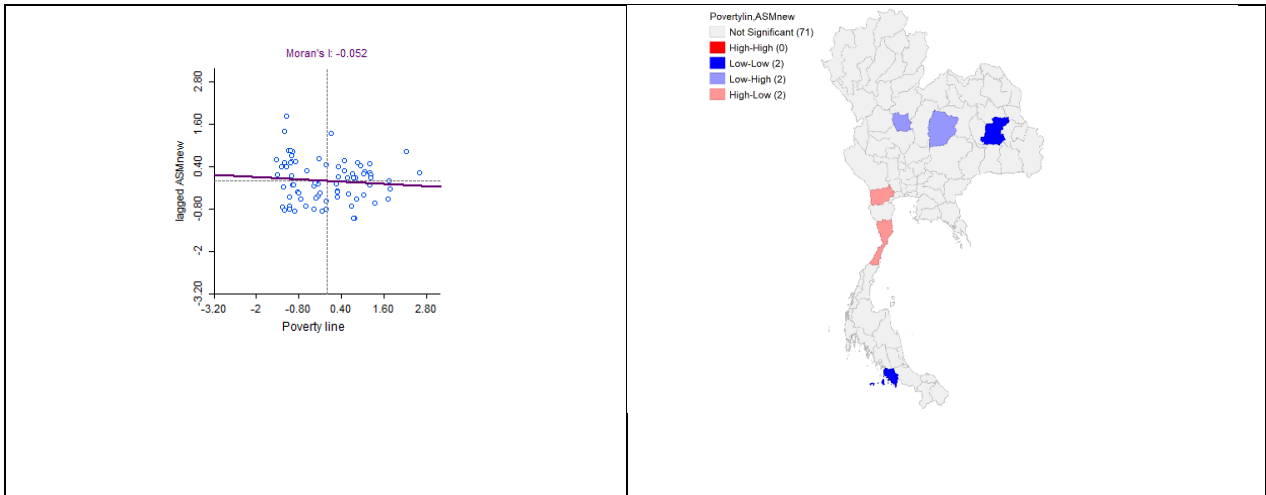 Moran's I: -0.052
2.80
1.60
0.40
-0.80
-2
-3.20
lagged ASMnew
-3.20
-2
-0.80
0.40
1.60
2.80
Poverty line
Povertylin,ASMnew
Not Significant (71)
High-High (0)
Low-Low (2)
Low-High (2)
High-Low (2)